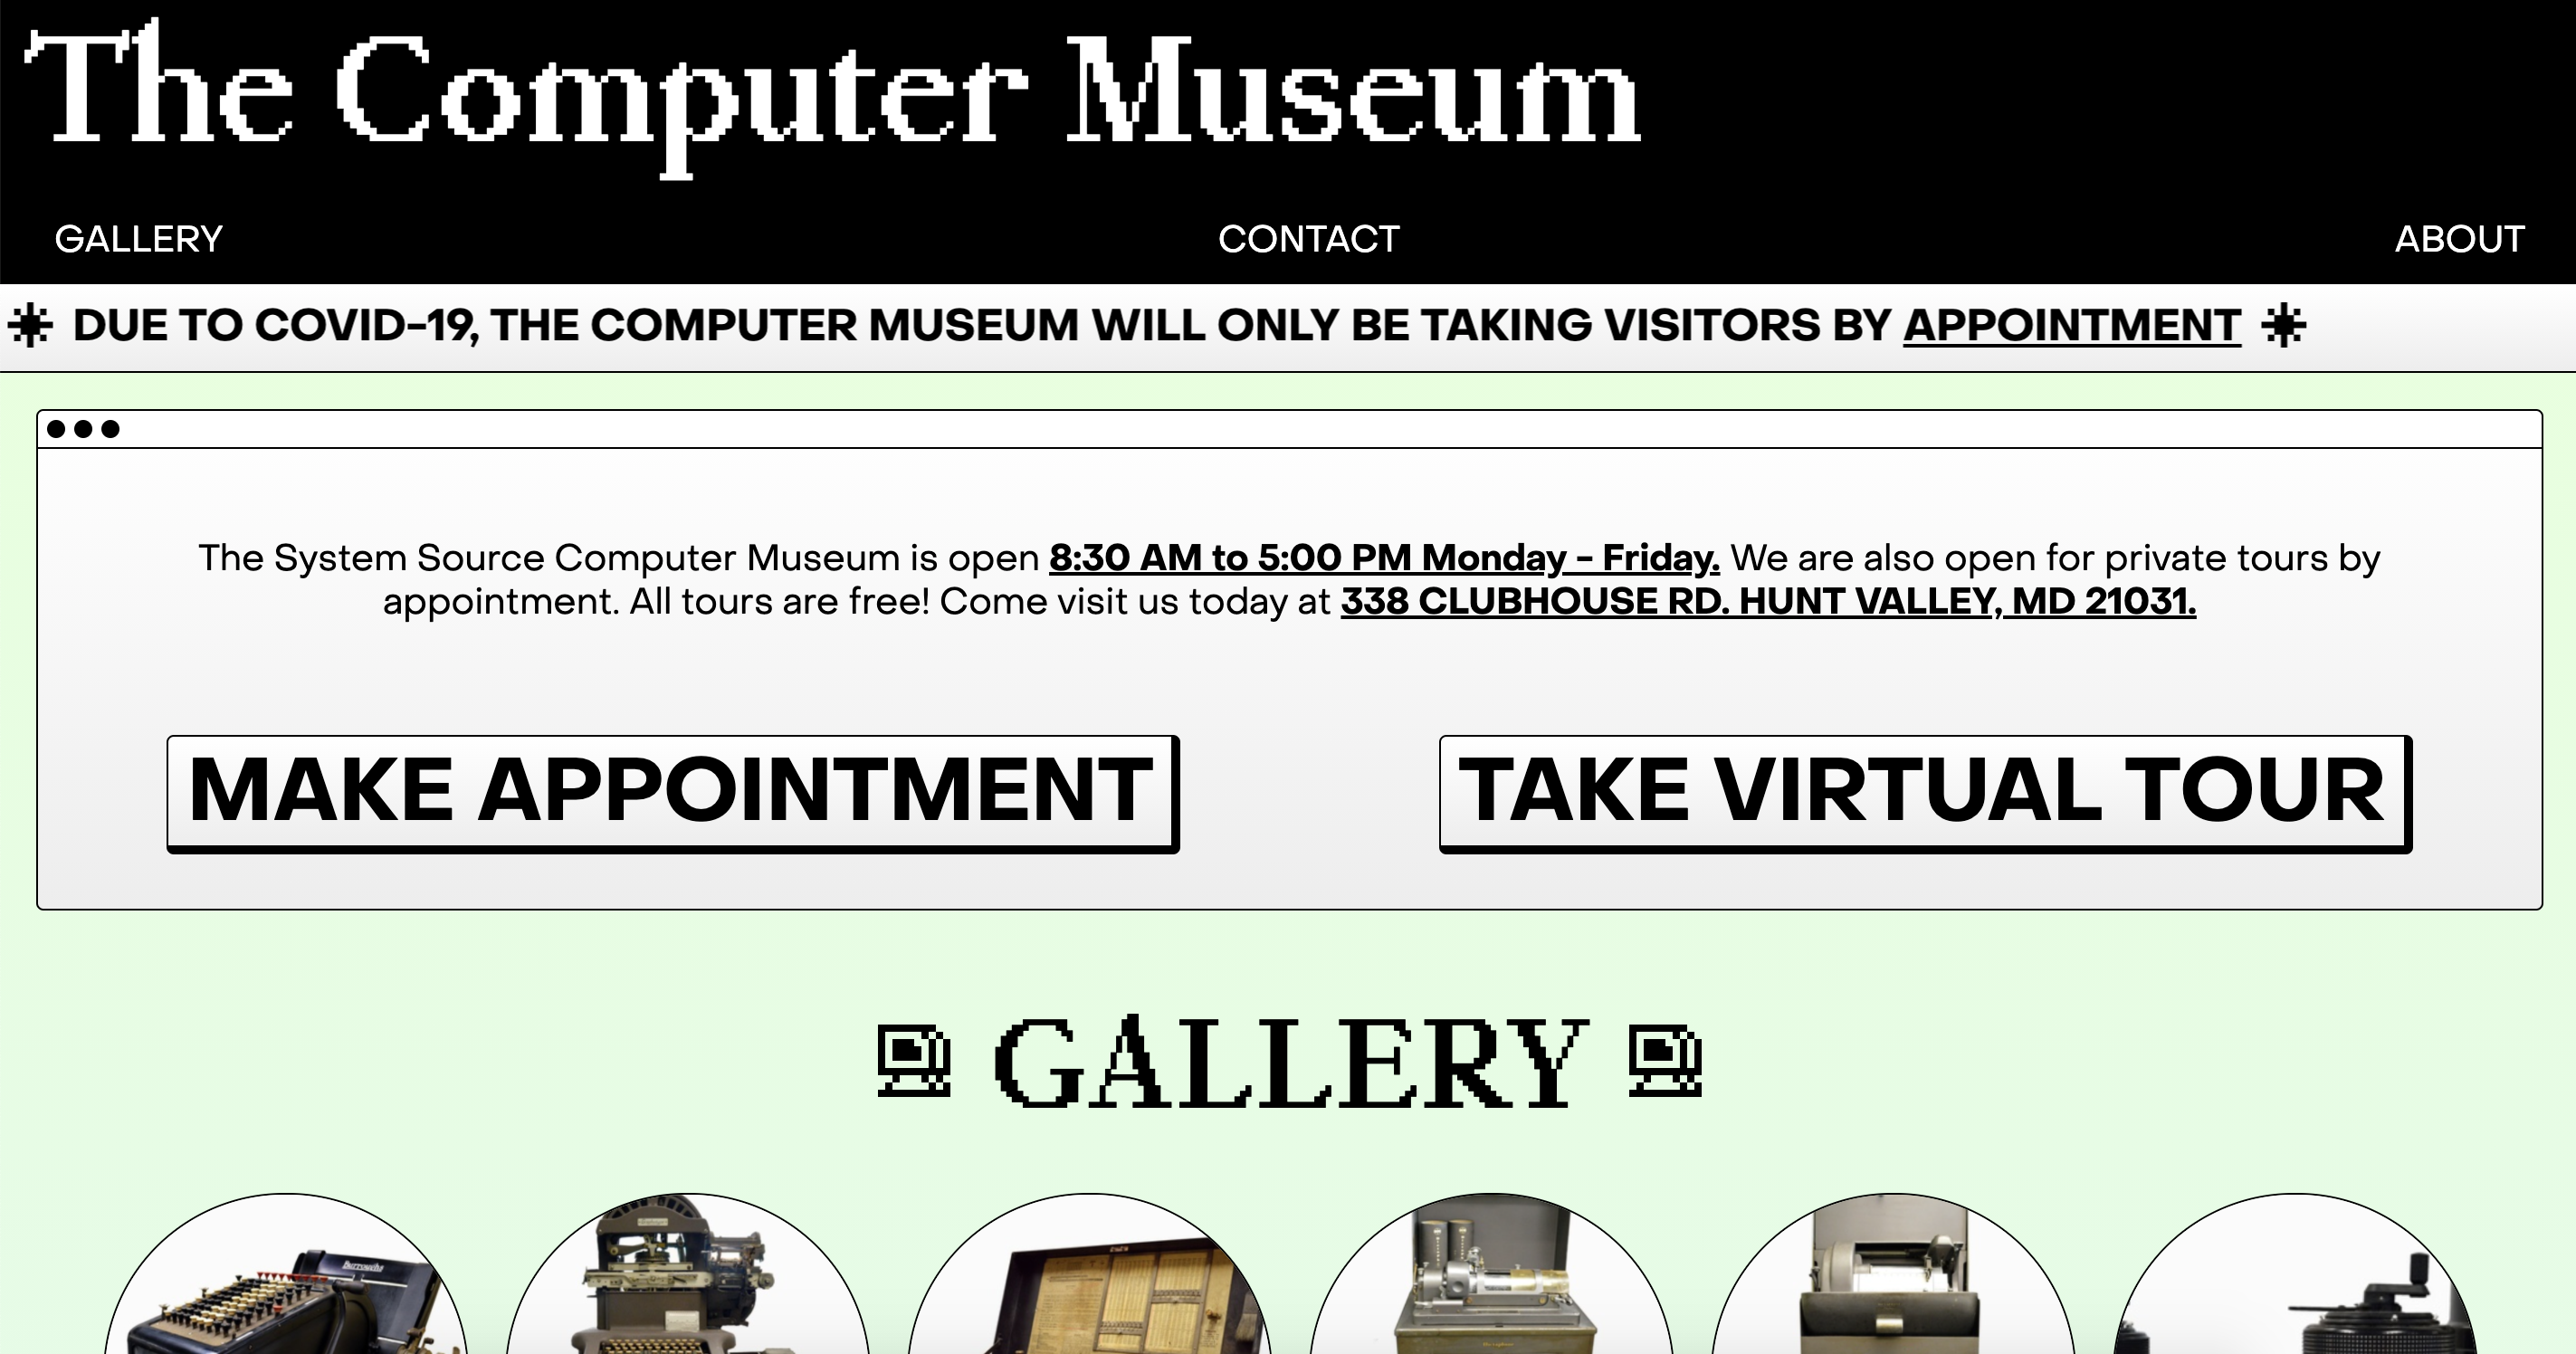 The Computer Museum
GALLERY CONTACT ABOUT
DUE TO COVID-19, THE COMPUTER MUSEUM WILL ONLY BE TAKING VISITORS BY APPOINTMENT
The System Source Computer Museum is open 8:30 AM to 5:00 PM Monday - Friday. We are also open for private tours by
appointment. All tours are free! Come visit us today at 338 CLUBHOUSE RD. HUNT VALLEY, MD 21031.
MAKE APPOINTMENT TAKE VIRTUAL TOUR
GALLERY
Burroughs